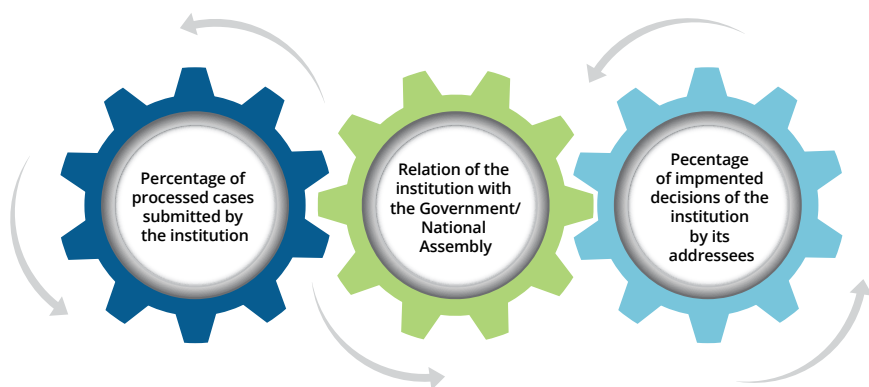 Percentage of
processed cases
submitted by
the institution
Relation of the
institution with
the Government/
National
Assembly
Pecentage
of impmented
decisions of the
institution
by its
addressees